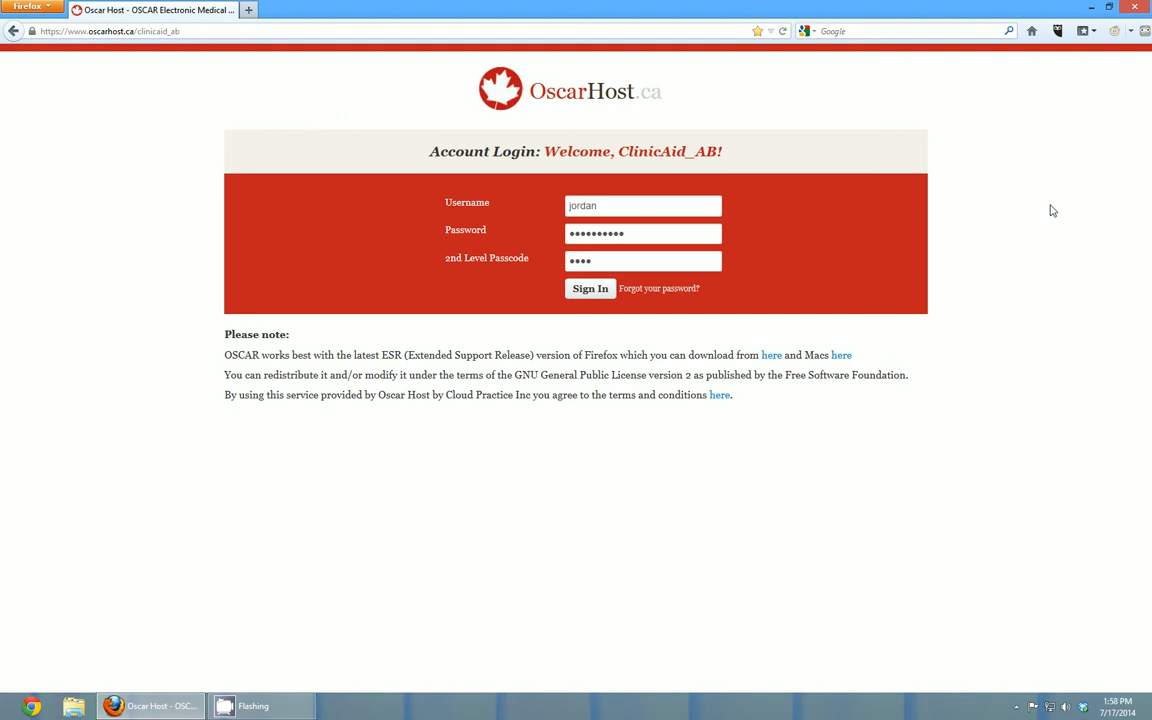 Firefox
Oscar Host - OSCAR Electronic Medical ...
https://www.oscarhost.ca/clinicaid_ab
Google
OscarHost.ca
Account Login: Welcome, ClinicAid_AB!
Username
jordan
Password
2nd Level Passcode
Sign In Forgot your password?
Please note:
OSCAR works best with the latest ESR (Extended Support Release) version of Firefox which you can download from here and Macs here
You can redistribute it and/or modify it under the terms of the GNU General Public License version 2 as published by the Free Software Foundation.
By using this service provided by Oscar Host by Cloud Practice Inc you agree to the terms and conditions here.
Oscar Host - OSC...
Flashing
1:58 PM
7/17/2014